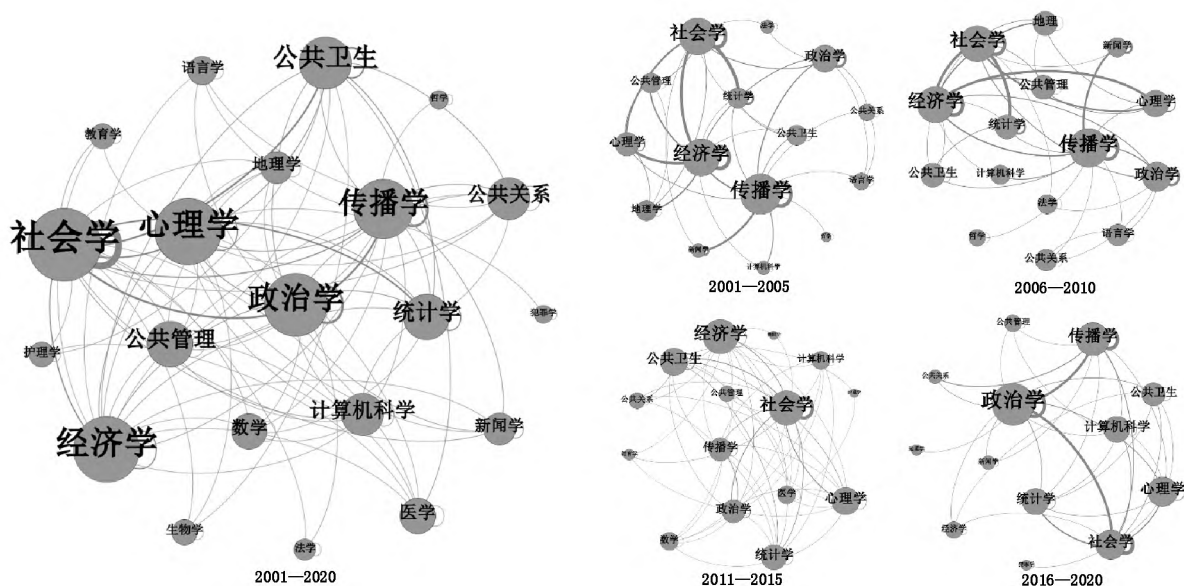 公共卫生
语言学
哲学
教育学
地理学
传播学
公共关系
社会学
心理学
政治学
统计学
犯罪学
公共管理
护理学
经济学
数学
计算机科学
新闻学
医学
生物学
法学
2001—2020
社会学
法学
政治学
公共管理
统计学
公共关系
心理学
公共卫生
经济学
传播学
语言学
地理学
新闻学
计算机科学
2001—2005
地理
社会学
新闻学
公共管理
心理学
经济学
统计学
传播学
公共卫生
计算机科学
政治学
法学
哲学
语言学
公共关系
2006—2010
经济学
公共卫生
计算机科学
公共关系
公共管理
社会学
传播学
医学
心理学
政治学
数学
统计学
2011—2015
公共管理
传播学
公共关系
公共卫生
政治学
计算机科学
新闻学
心理学
统计学
经济学
社会学
2016—2020